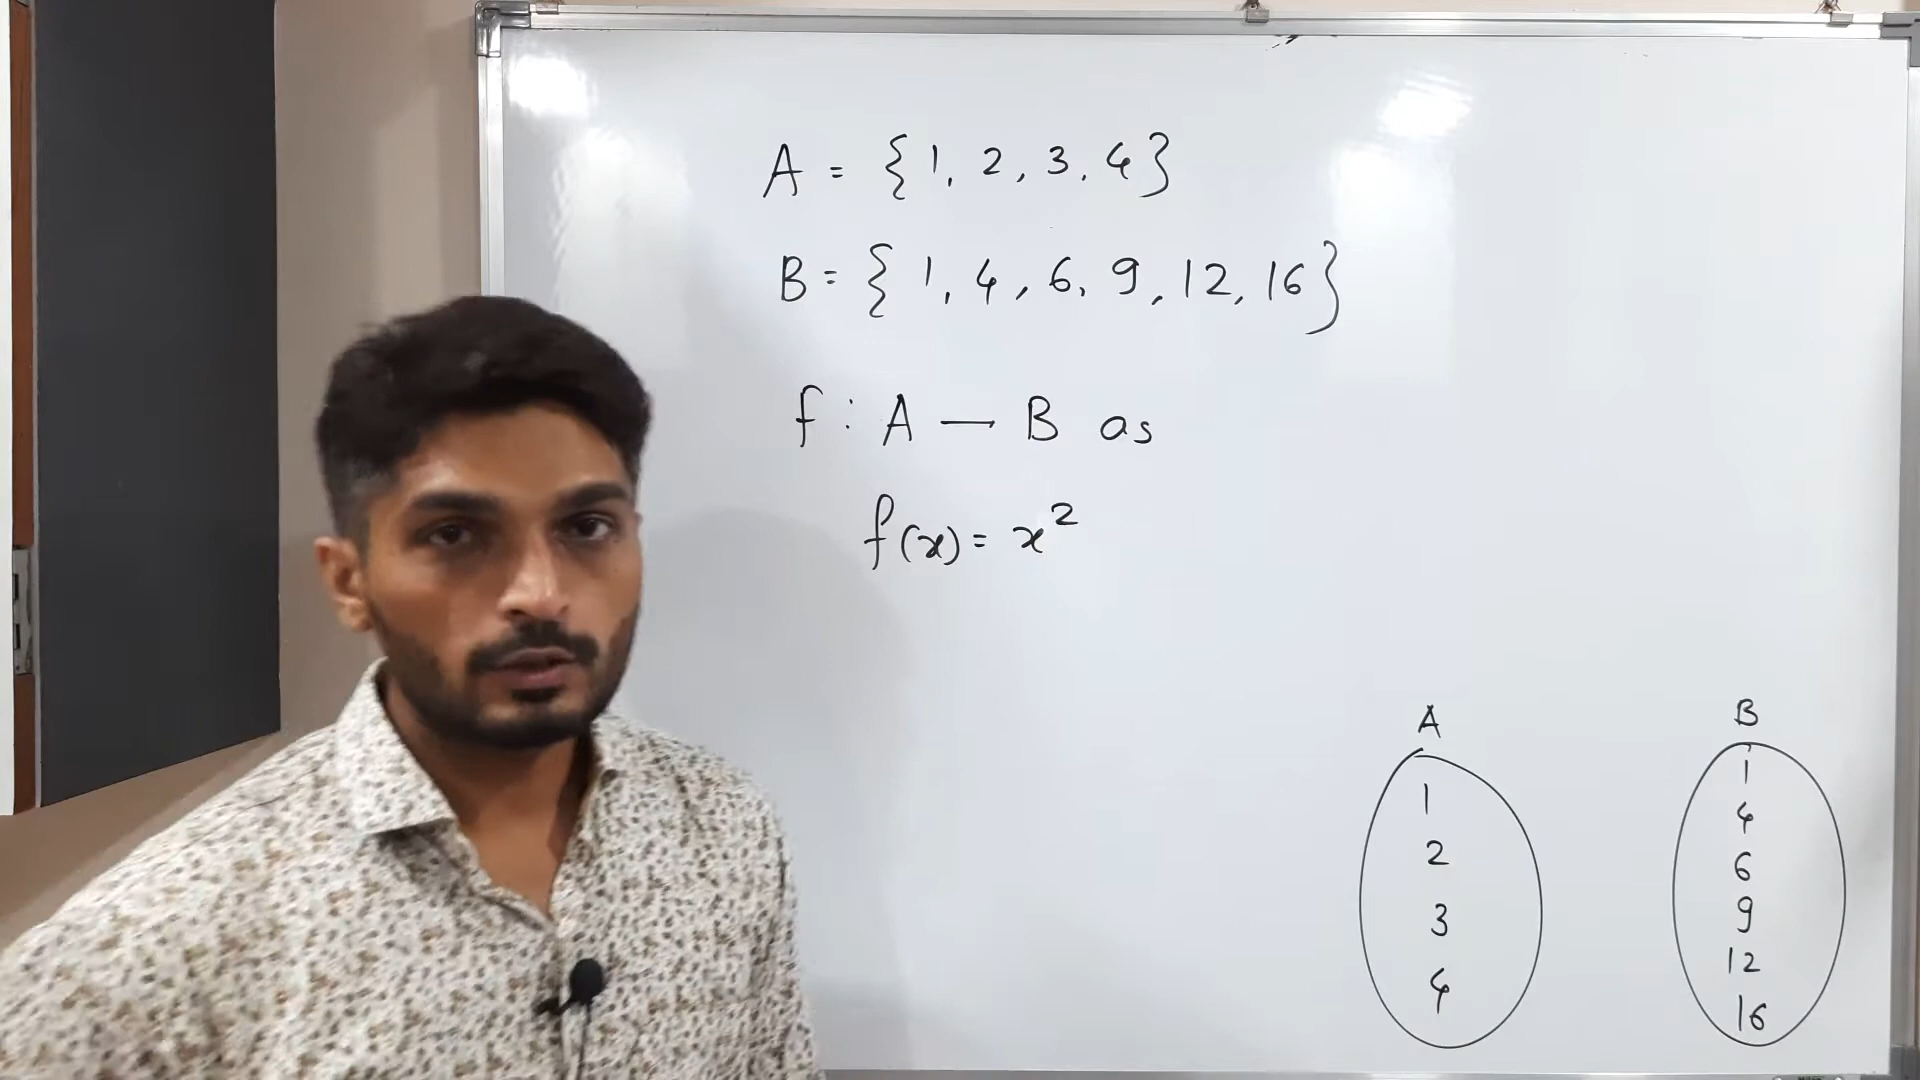 A = {1, 2, 3, 4}
B = {1, 4, 6, 9, 12, 16}
f : A — B as
f(x) = x²
A
1
2
3
4
B
1
4
6
9
12
16